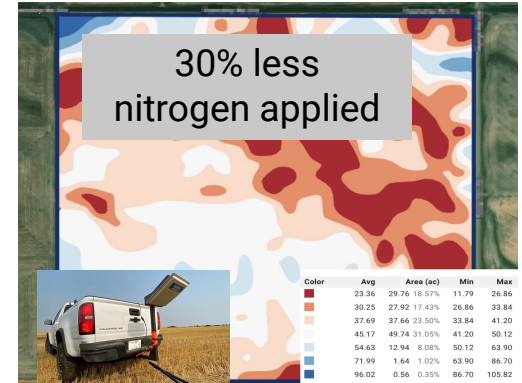 30% less
nitrogen applied
Color Avg Area (ac) Min Max
23.36 29.76 18.57% 11.79 26.86
30.25 27.92 17.43% 26.86 33.84
37.69 37.66 23.50% 33.84 41.20
45.17 49.74 31.05% 41.20 50.12
54.63 12.94 8.08% 50.12 63.90
71.99 1.64 1.02% 63.90 86.70
96.02 0.56 0.35% 86.70 105.82